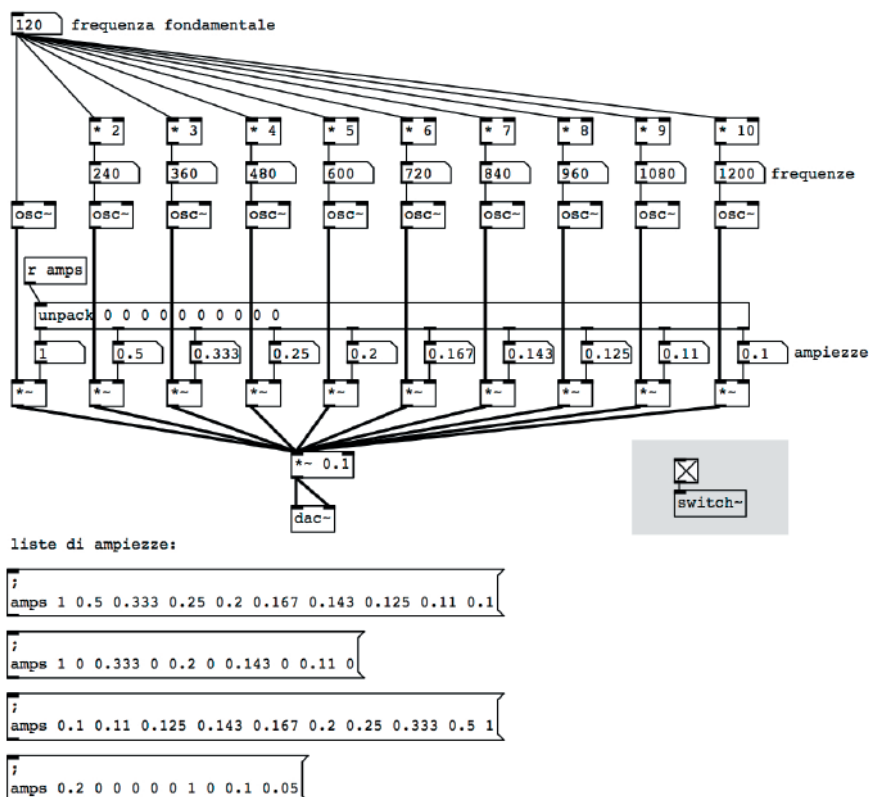 120 frequenza fondamentale
* 2 * 3 * 4 * 5 * 6 * 7 * 8 * 9 * 10
240 360 480 600 720 840 960 1080 1200 frequenze
osc~ osc~ osc~ osc~ osc~ osc~ osc~ osc~ osc~ osc~
r amps
unpack 0 0 0 0 0 0 0 0 0 0
1 0.5 0.333 0.25 0.2 0.167 0.143 0.125 0.11 0.1 ampiezze
*~ *~ *~ *~ *~ *~ *~ *~ *~ *~
*~ 0.1
switch~
dac~
liste di ampiezze:
;
amps 1 0.5 0.333 0.25 0.2 0.167 0.143 0.125 0.11 0.1
;
amps 1 0 0.333 0 0.2 0 0.143 0 0.11 0
;
amps 0.1 0.11 0.125 0.143 0.167 0.2 0.25 0.333 0.5 1
;
amps 0.2 0 0 0 0 0 1 0 0.1 0.05